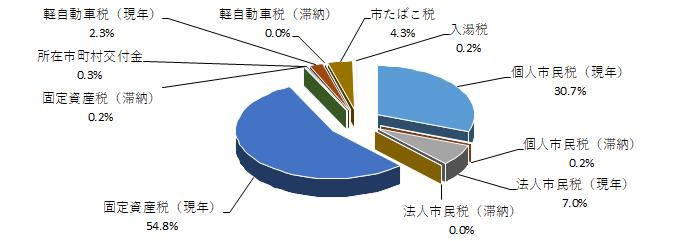 軽自動車税（現年）
2.3%
軽自動車税（滞納）
0.0%
市たばこ税
4.3%
入湯税
0.2%
所在市町村交付金
0.3%
固定資産税（滞納）
0.2%
個人市民税（現年）
30.7%
個人市民税（滞納）
0.2%
法人市民税（現年）
7.0%
法人市民税（滞納）
0.0%
固定資産税（現年）
54.8%